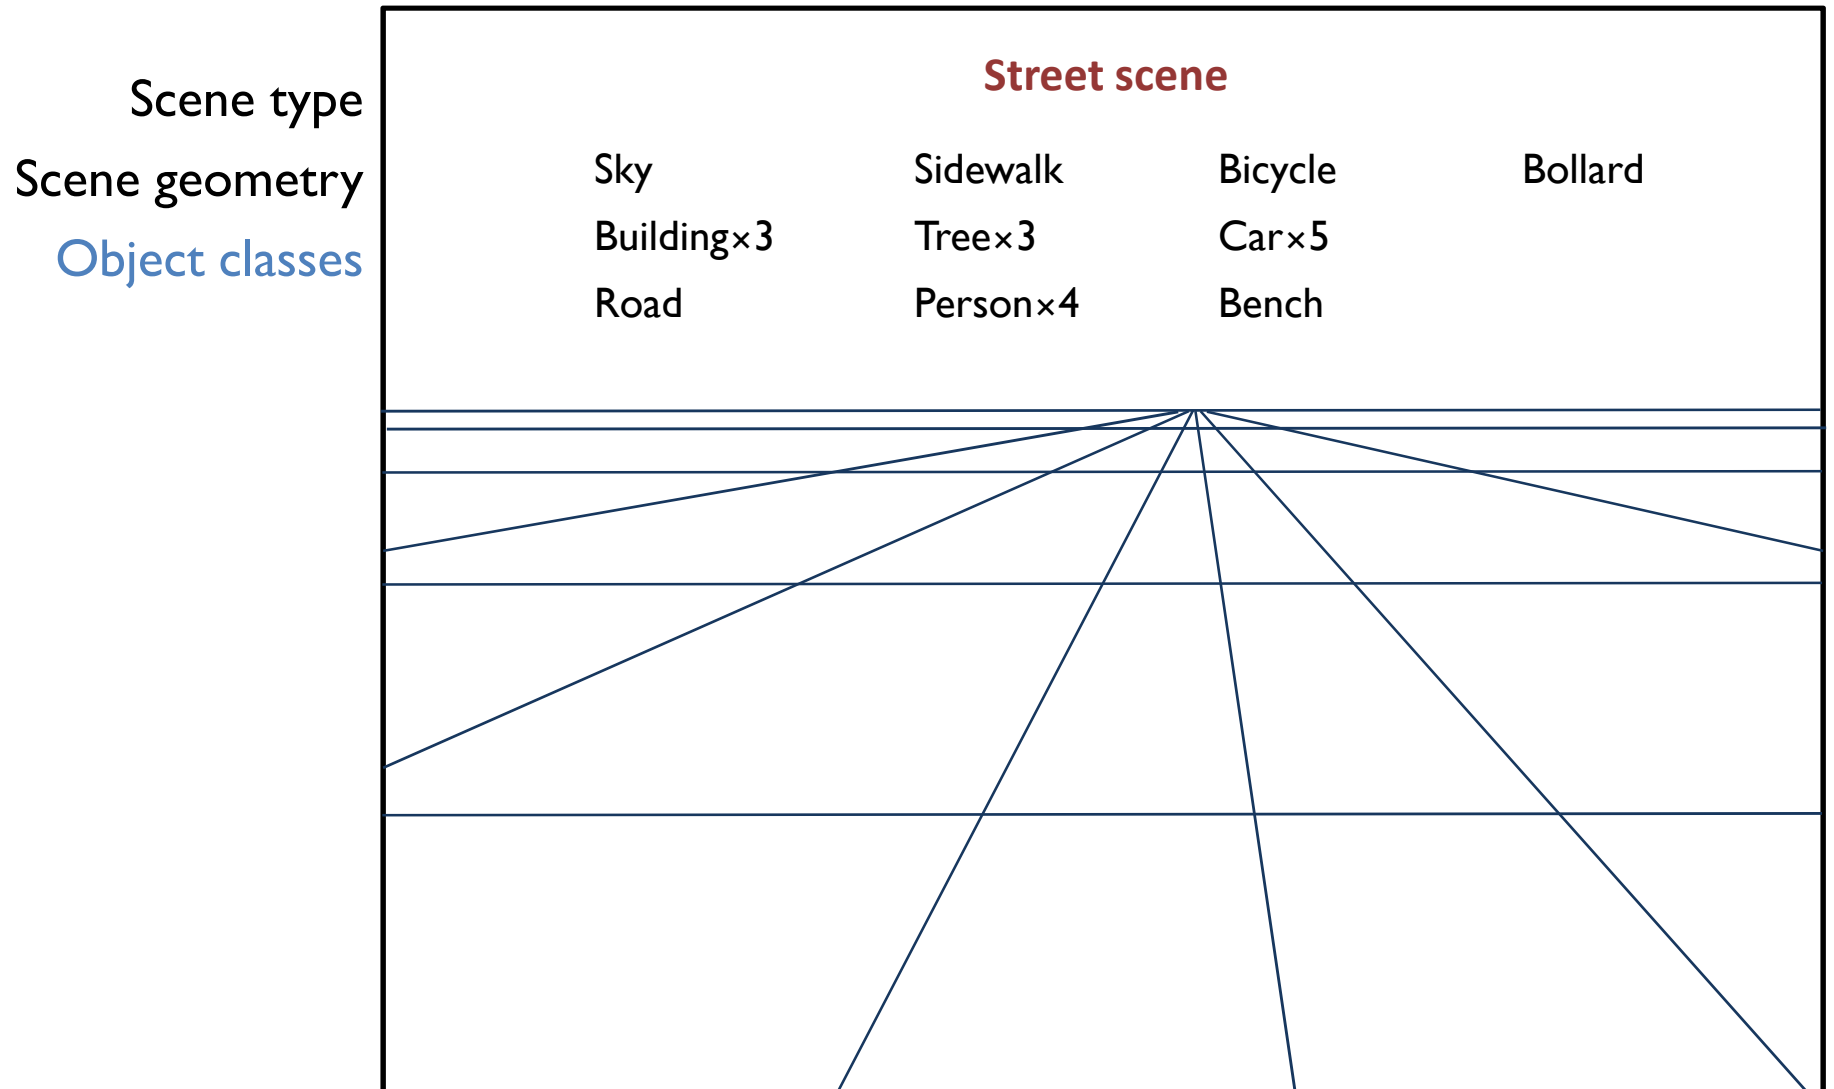 Scene type
Scene geometry
Object classes
Street scene
Sky Sidewalk Bicycle Bollard
Building×3 Tree×3 Car×5
Road Person×4 Bench